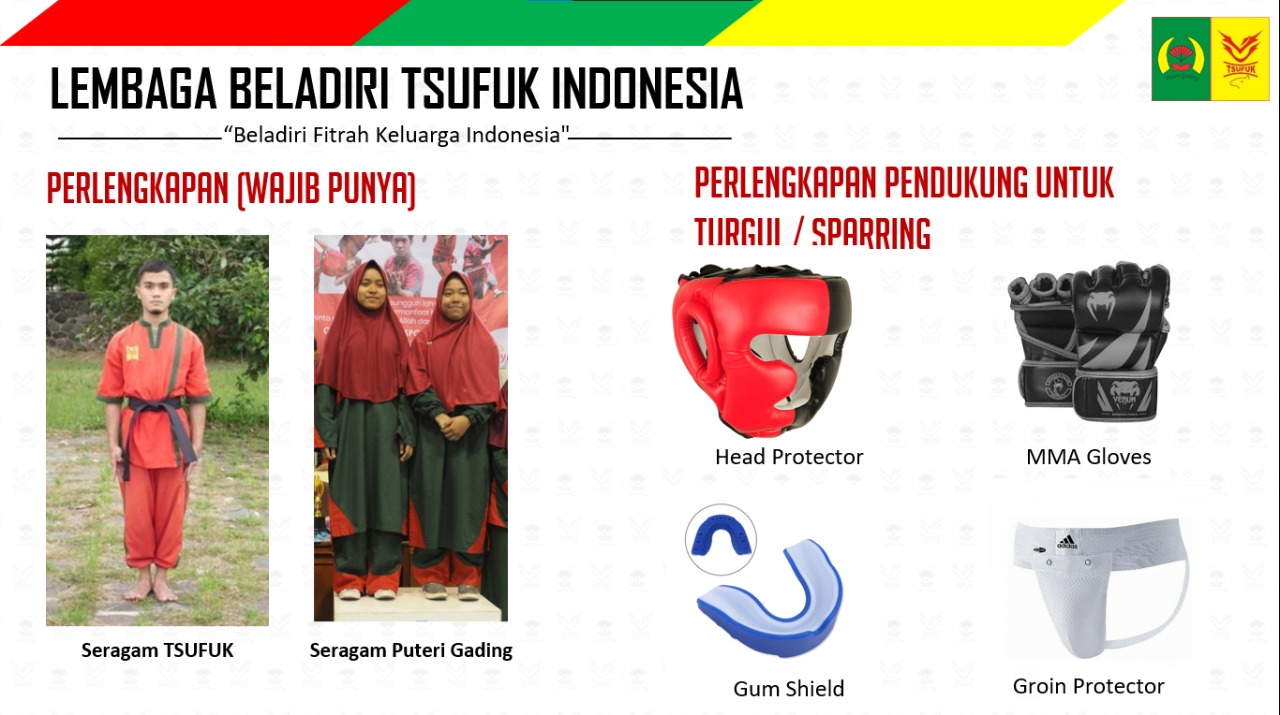 LEMBAGA BELADIRI TSUFUK INDONESIA
“Beladiri Fitrah Keluarga Indonesia"
PERLENGKAPAN (WAJIB PUNYA)
Seragam TSUFUK
Seragam Puteri Gading
PERLENGKAPAN PENDUKUNG UNTUK
/ SPARRING
Head Protector
MMA Gloves
VENUM
Gum Shield
adidas
Groin Protector
TSUFUK